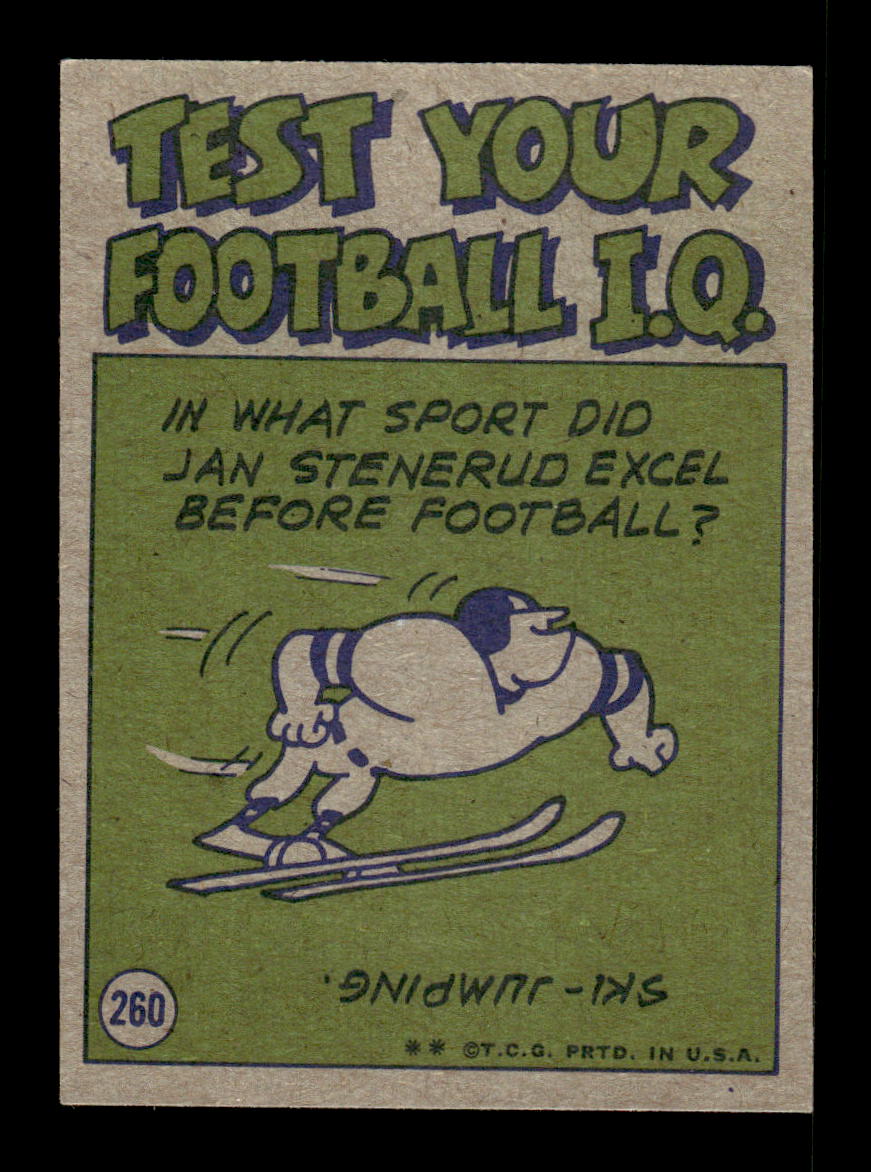 TEST YOUR
FOOTBALL I.Q.
IN WHAT SPORT DID
JAN STENERUD EXCEL
BEFORE FOOTBALL?
SKI-JUMPING.
260
** ©T.C.G. PRTD. IN U.S.A.